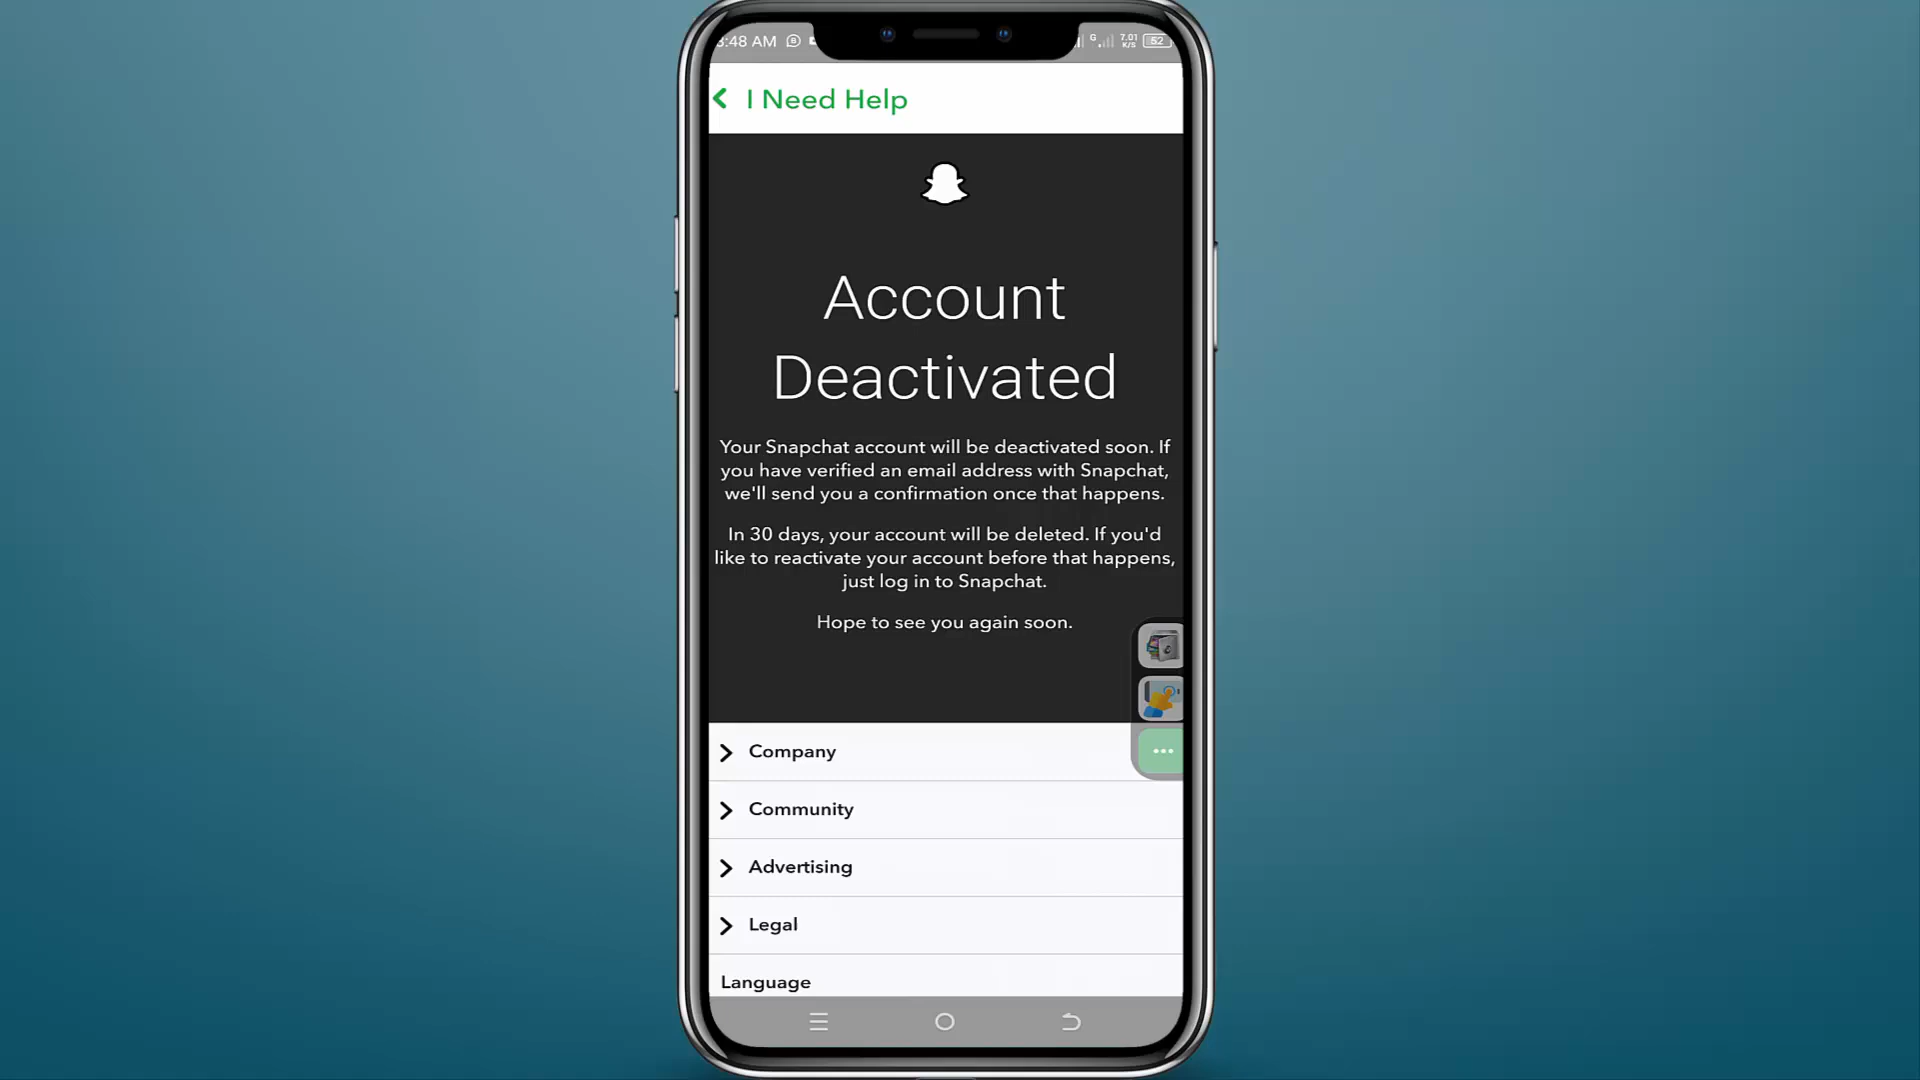 :48 AM
G
7.01
K/S
52
I Need Help
Account
Deactivated
Your Snapchat account will be deactivated soon. If
you have verified an email address with Snapchat,
we'll send you a confirmation once that happens.
In 30 days, your account will be deleted. If you'd
like to reactivate your account before that happens,
just log in to Snapchat.
Hope to see you again soon.
Company
Community
Advertising
Legal
Language